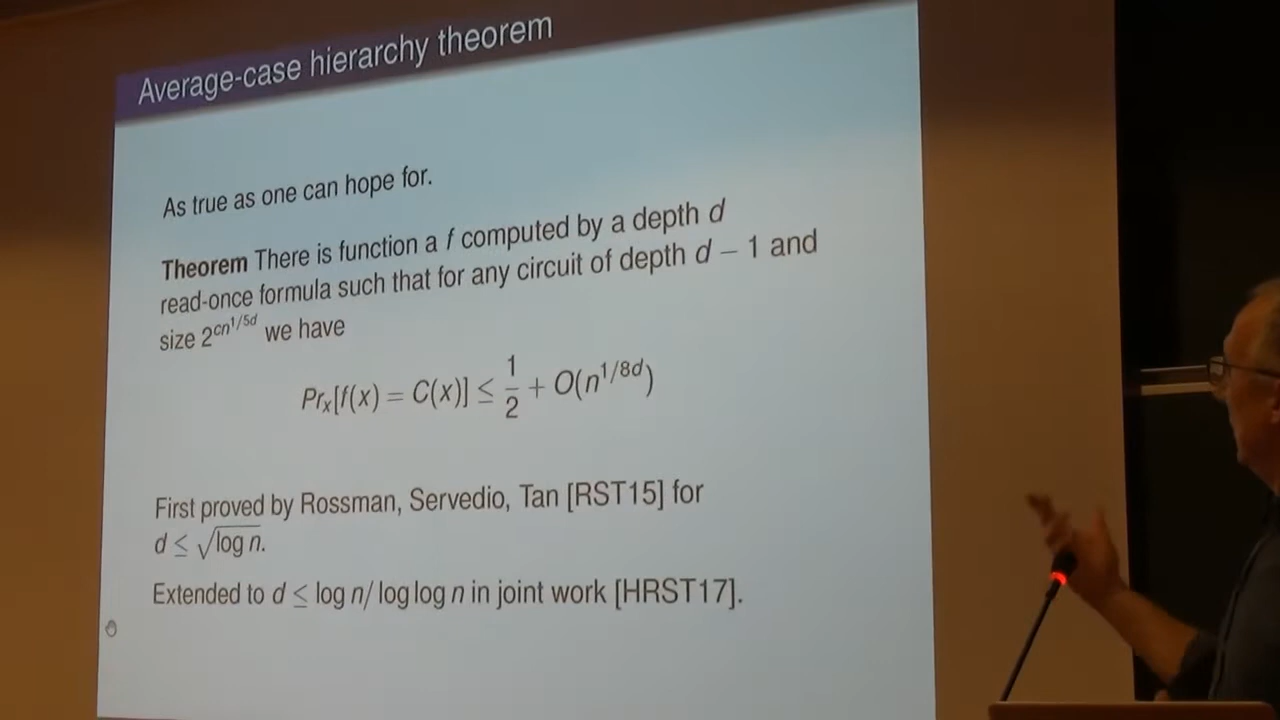 Average-case hierarchy theorem
As true as one can hope for.
Theorem There is function a f computed by a depth d
read-once formula such that for any circuit of depth d − 1 and
size 2^{cn^{1/5d}} we have
Pr_x[f(x) = C(x)] ≤ 1/2 + O(n^{1/8d})
First proved by Rossman, Servedio, Tan [RST15] for
d ≤ √log n.
Extended to d ≤ log n/ log log n in joint work [HRST17].